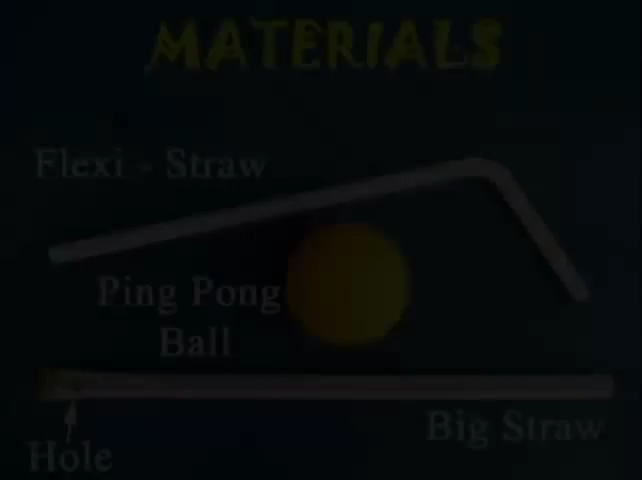 MATERIALS
Flexi - Straw
Ping Pong
Ball
Big Straw
Hole